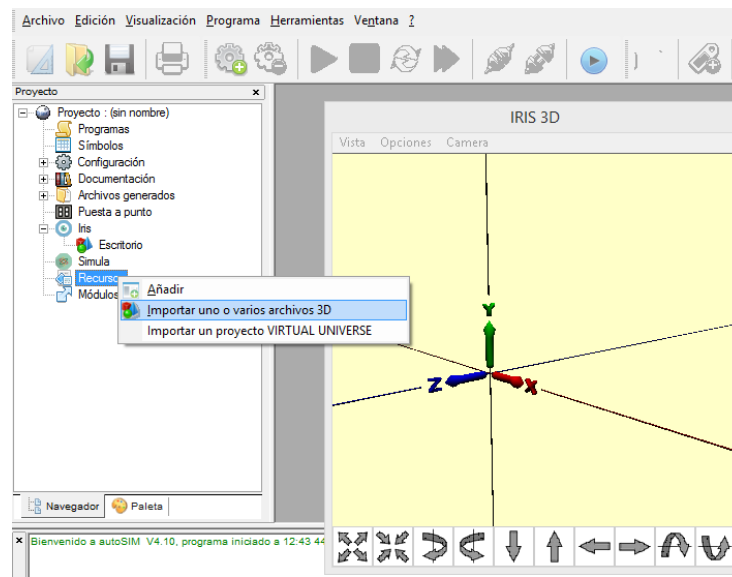 Archivo Edición Visualización Programa Herramientas Ventana ?
Proyecto
Proyecto : (sin nombre)
Programas
Símbolos
Configuración
Documentación
Archivos generados
Puesta a punto
Iris
Escritorio
Simula
Recurso
Módulos
Añadir
Importar uno o varios archivos 3D
Importar un proyecto VIRTUAL UNIVERSE
IRIS 3D
Vista Opciones Camera
Y
Z
X
Navegador Paleta
Bienvenido a autoSIM V4.10, programa iniciado a 12:43 44